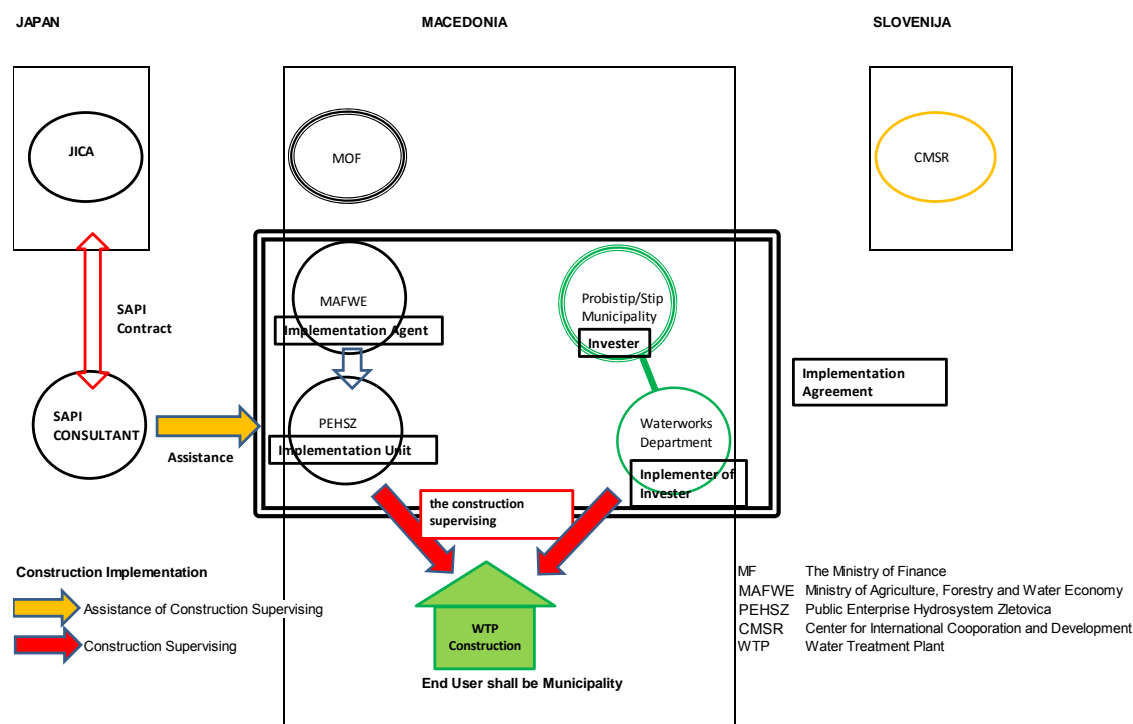 JAPAN
MACEDONIA
SLOVENIJA
JICA
MOF
CMSR
SAPI
Contract
MAFWE
Implementation Agent
Probistip/Stip
Municipality
Invester
Implementation
Agreement
SAPI
CONSULTANT
Assistance
PEHSZ
Implementation Unit
Waterworks
Department
Inplementer of
Invester
the construction
supervising
Construction Implementation
Assistance of Construction Supervising
Construction Supervising
WTP
Construction
End User shall be Municipality
MF The Ministry of Finance
MAFWE Ministry of Agriculture, Forestry and Water Economy
PEHSZ Public Enterprise Hydrosystem Zletovica
CMSR Center for International Cooporation and Development
WTP Water Treatment Plant